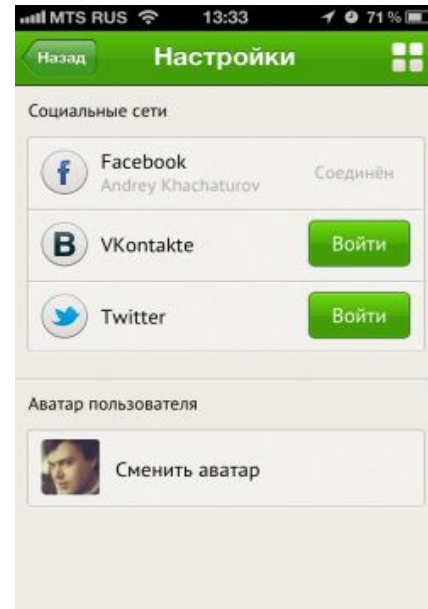 MTS RUS 13:33 71%
Назад Настройки
Социальные сети
Facebook
Andrey Khachaturov
Соединён
VKontakte
Войти
Twitter
Войти
Аватар пользователя
Сменить аватар